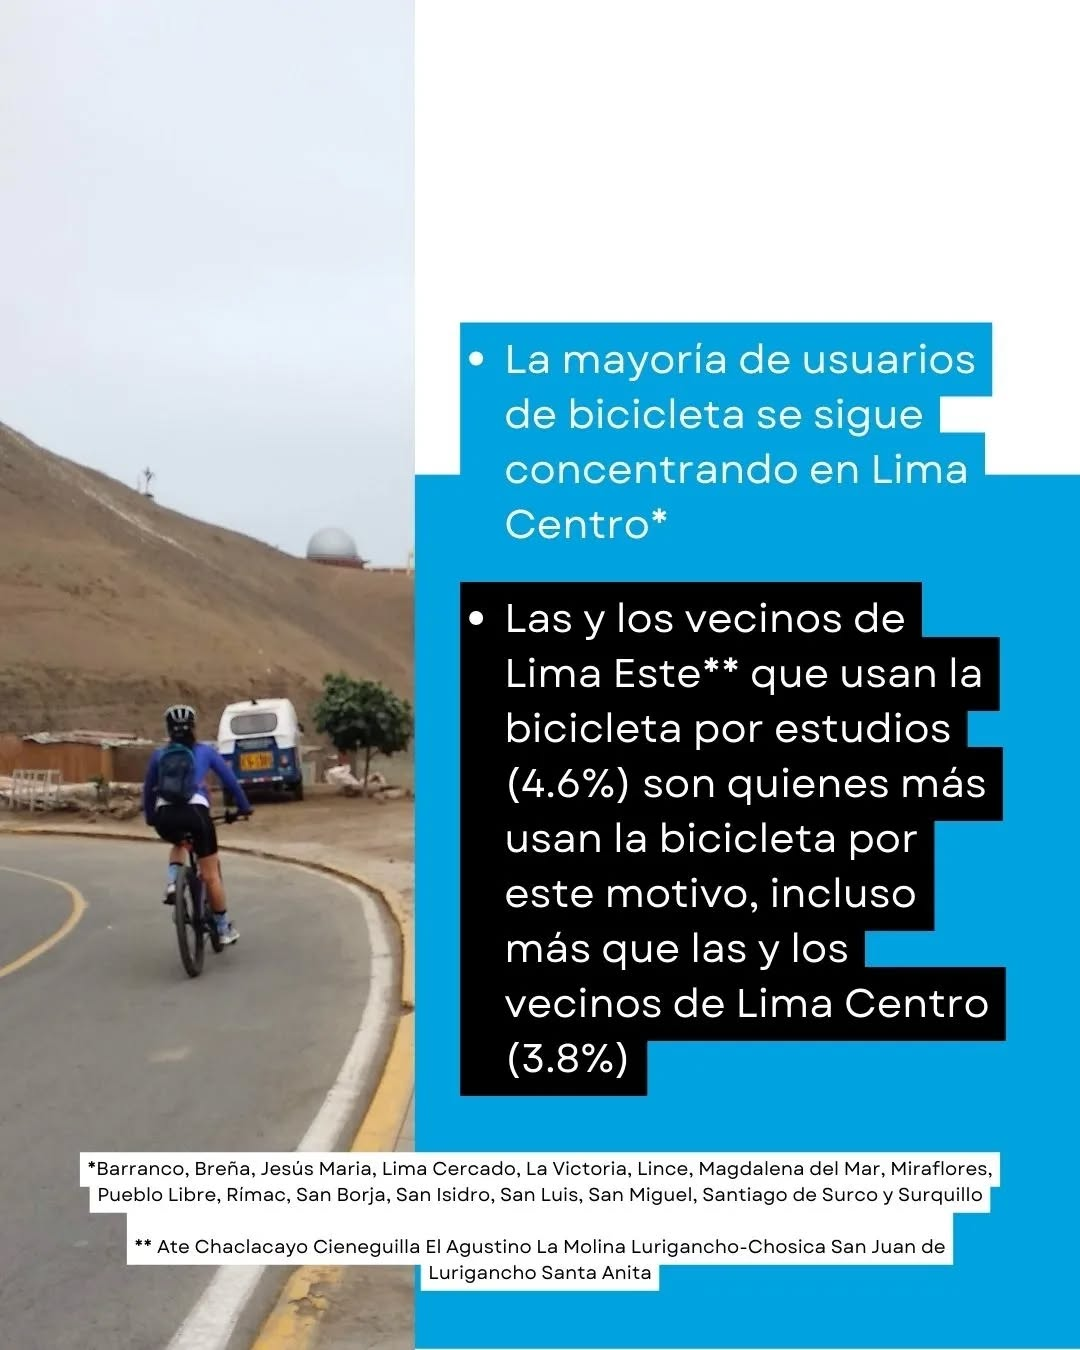 • La mayoría de usuarios
de bicicleta se sigue
concentrando en Lima
Centro*
• Las y los vecinos de
Lima Este** que usan la
bicicleta por estudios
(4.6%) son quienes más
usan la bicicleta por
este motivo, incluso
más que las y los
vecinos de Lima Centro
(3.8%)
*Barranco, Breña, Jesús Maria, Lima Cercado, La Victoria, Lince, Magdalena del Mar, Miraflores,
Pueblo Libre, Rímac, San Borja, San Isidro, San Luis, San Miguel, Santiago de Surco y Surquillo
** Ate Chaclacayo Cieneguilla El Agustino La Molina Lurigancho-Chosica San Juan de
Lurigancho Santa Anita